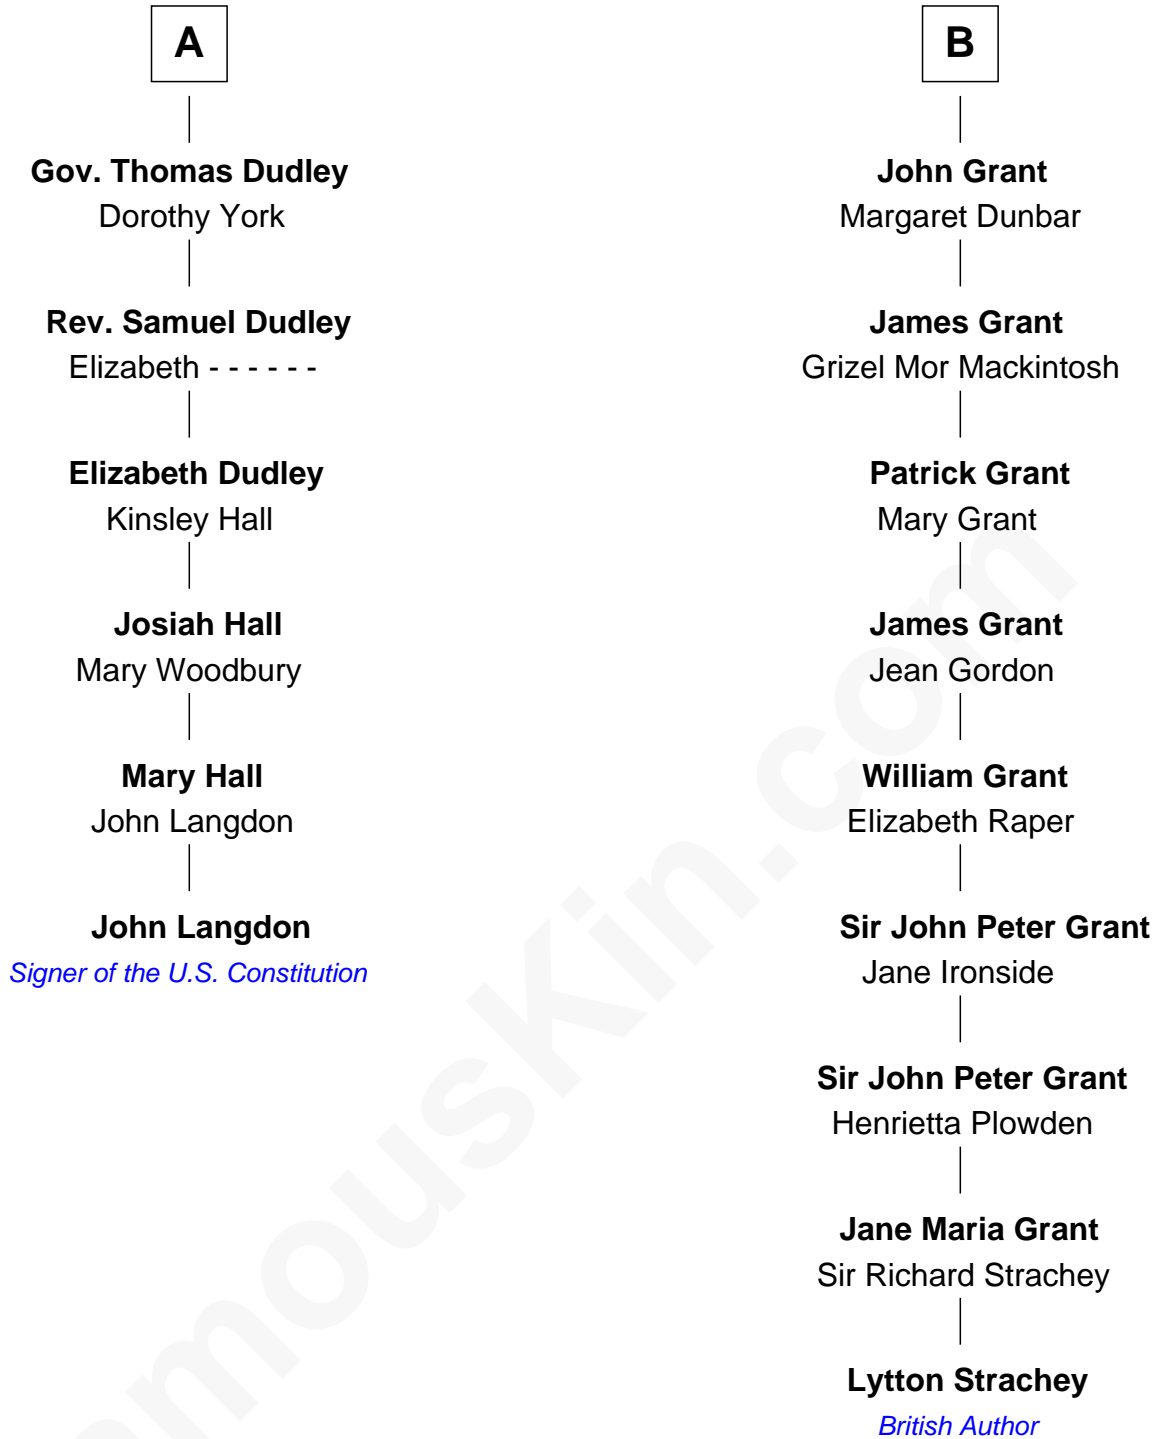 A
Gov. Thomas Dudley
Dorothy York
Rev. Samuel Dudley
Elizabeth - - - - - -
Elizabeth Dudley
Kinsley Hall
Josiah Hall
Mary Woodbury
Mary Hall
John Langdon
John Langdon
Signer of the U.S. Constitution
B
John Grant
Margaret Dunbar
James Grant
Grizel Mor Mackintosh
Patrick Grant
Mary Grant
James Grant
Jean Gordon
William Grant
Elizabeth Raper
Sir John Peter Grant
Jane Ironside
Sir John Peter Grant
Henrietta Plowden
Jane Maria Grant
Sir Richard Strachey
Lytton Strachey
British Author
amouskin.com